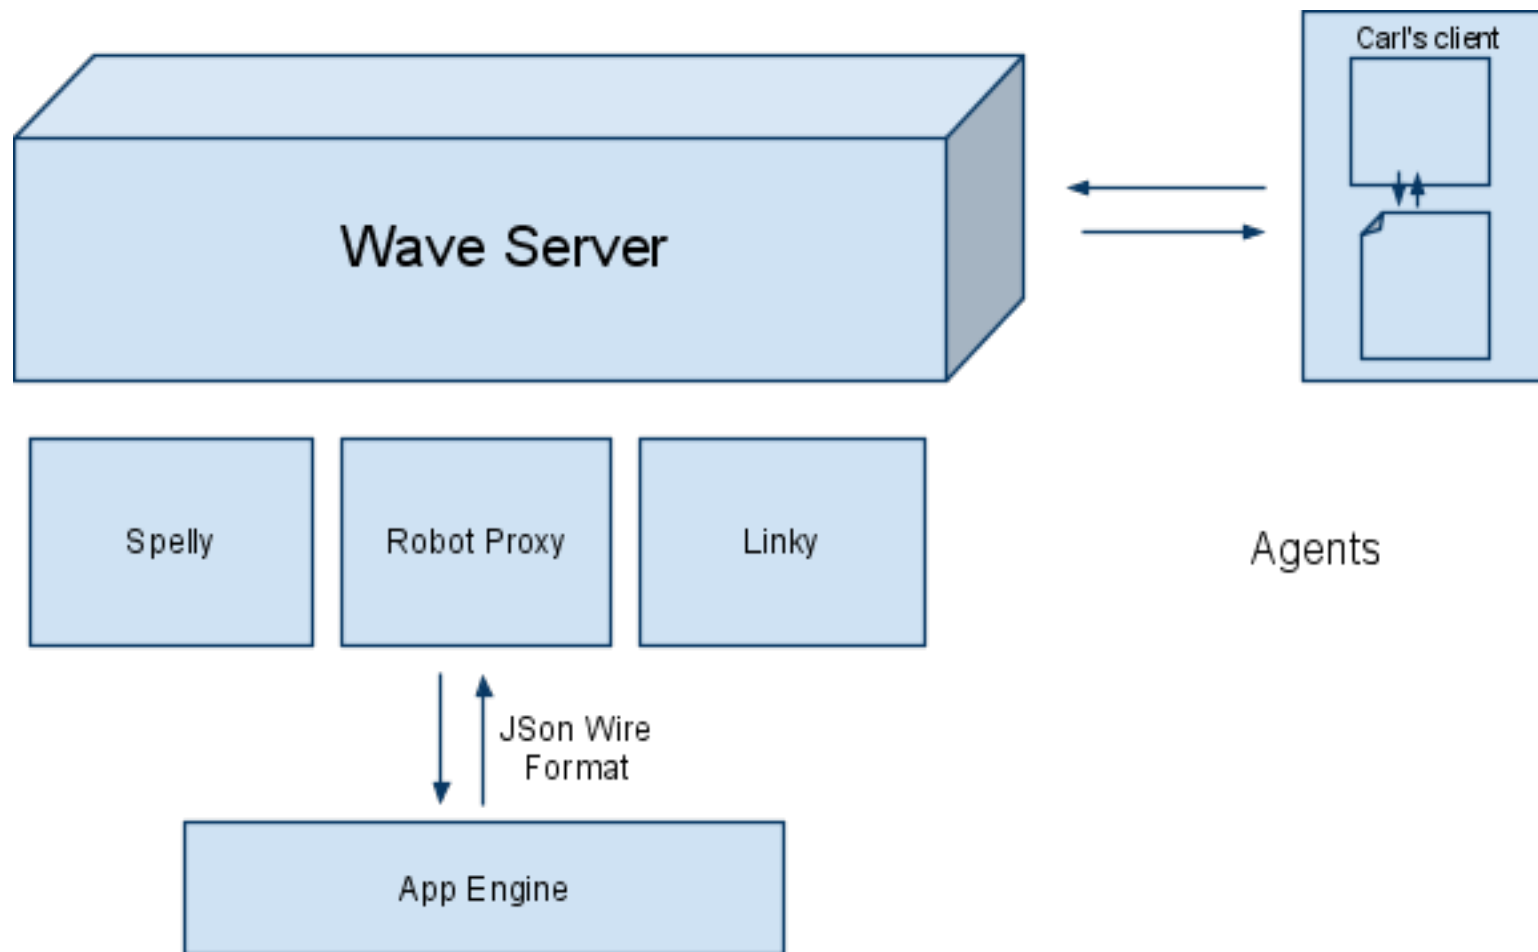 Carl's client
Wave Server
Spelly
Robot Proxy
Linky
Agents
JSon Wire
Format
App Engine